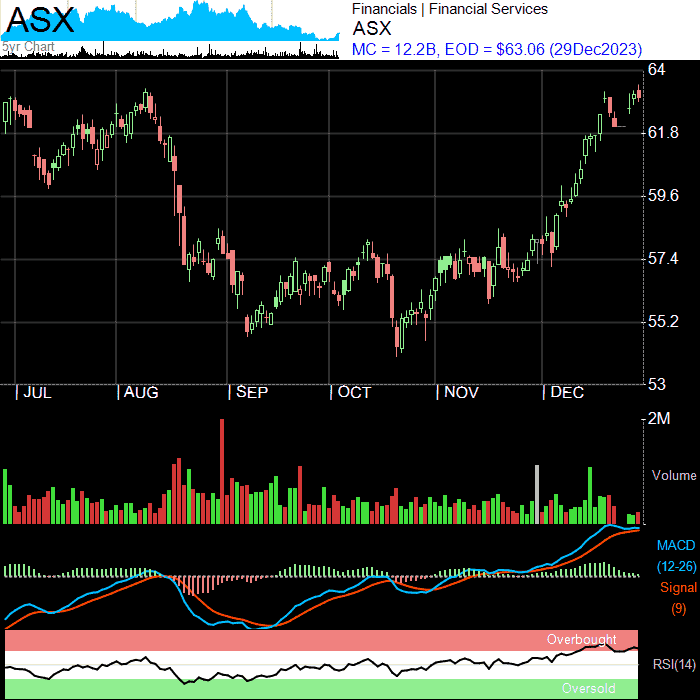 ASX
5yr Chart
Financials | Financial Services
ASX
MC = 12.2B, EOD = $63.06 (29Dec2023)
64
61.8
59.6
57.4
55.2
53
JUL
AUG
SEP
OCT
NOV
DEC
2M
Volume
MACD
(12-26)
Signal
(9)
Overbought
RSI(14)
Oversold